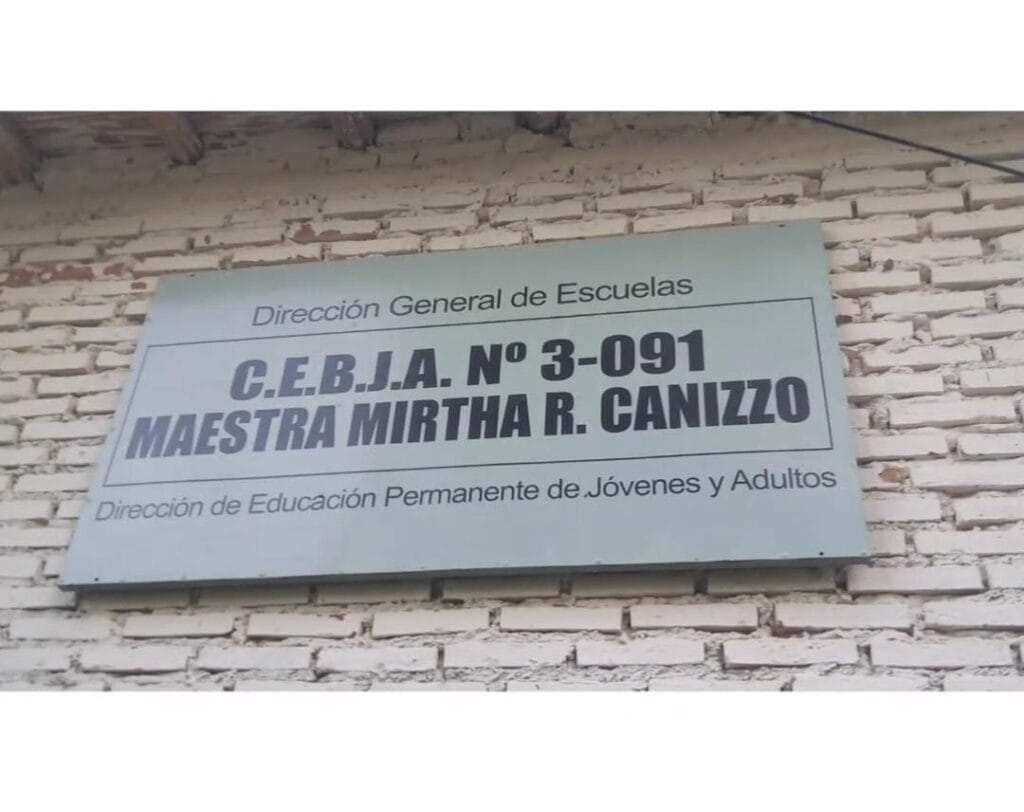 Dirección General de Escuelas
C.E.B.J.A. Nº 3-091
MAESTRA MIRTHA R. CANIZZO
Dirección de Educación Permanente de Jóvenes y Adultos